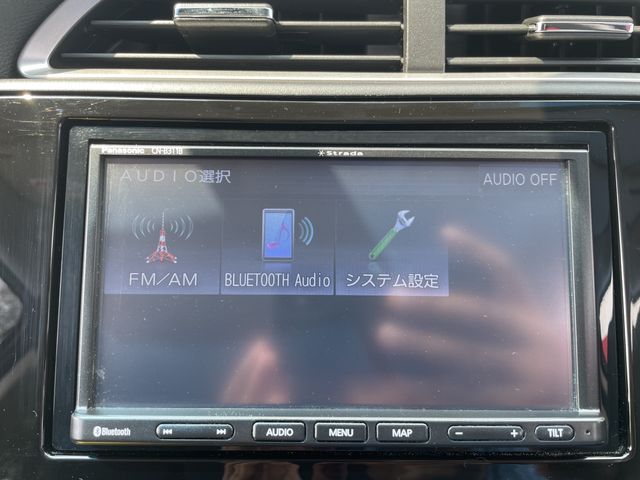 Panasonic CN-B311B
Strada
AUDIO選択
AUDIO OFF
FM/AM
BLUETOOTH Audio
システム設定
Bluetooth
AUDIO
MENU
MAP
− +
TILT